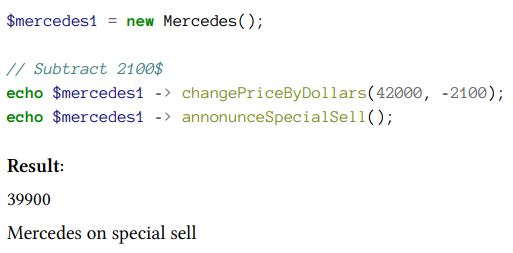 $mercedes1 = new Mercedes();
// Subtract 2100$
echo $mercedes1 -> changePriceByDollars(42000, -2100);
echo $mercedes1 -> annonunceSpecialSell();
Result:
39900
Mercedes on special sell